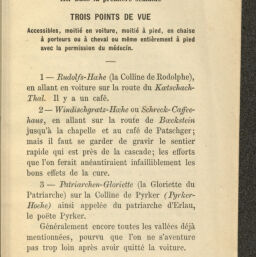 TROIS POINTS DE VUE
Accessibles, moitié en voiture, moitié à pied, en chaise
à porteurs ou à cheval ou même entièrement à pied
avec la permission du médecin.
1 — Rudolfs-Hœhe (la Colline de Rodolphe),
en allant en voiture sur la route du Katschach-
Thal. Il y a un café.
2 — Windischgratz-Hœhe ou Schreck-Caffee-
haus, en allant sur la route de Bœckstein
jusqu'à la chapelle et au café de Patschger;
mais il faut se garder de gravir le sentier
rapide qui est près de la cascade; les efforts
que l'on ferait anéantiraient infailliblement les
bons effets de la cure.
3 — Patriarchen-Gloriette (la Gloriette du
Patriarche) sur la Colline de Pyrker (Pyrker-
Hœhe) ainsi appelée du patriarche d'Erlau,
le poëte Pyrker.
Généralement encore toutes les vallées déjà
mentionnées, pourvu que l'on ne s'aventure
pas trop loin après avoir quitté la voiture.